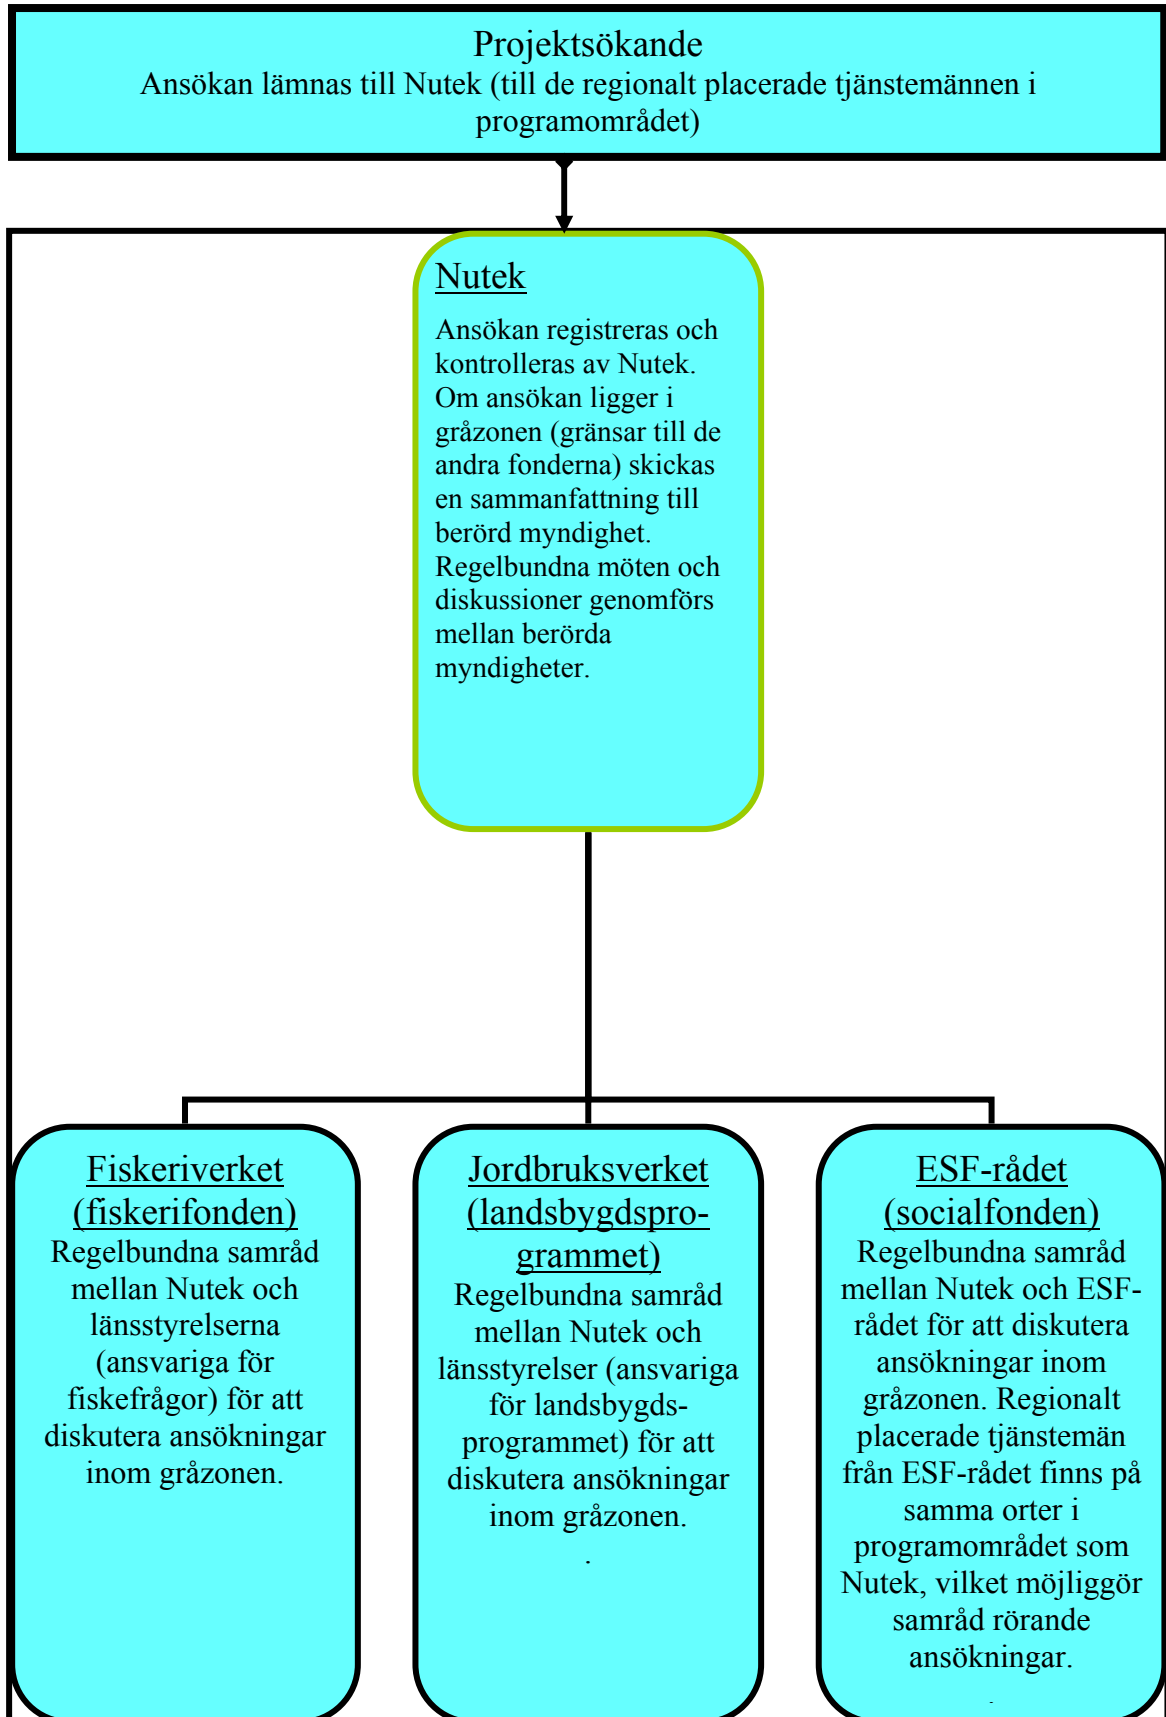 Projektsökande
Ansökan lämnas till Nutek (till de regionalt placerade tjänstemännen i
programområdet)
Nutek
Ansökan registreras och
kontrolleras av Nutek.
Om ansökan ligger i
gråzonen (gränsar till de
andra fonderna) skickas
en sammanfattning till
berörd myndighet.
Regelbundna möten och
diskussioner genomförs
mellan berörda
myndigheter.
Fiskeriverket
(fiskerifonden)
Regelbundna samråd
mellan Nutek och
länsstyrelserna
(ansvariga för
fiskefrågor) för att
diskutera ansökningar
inom gråzonen.
Jordbruksverket
(landsbygdspro-
grammet)
Regelbundna samråd
mellan Nutek och
länsstyrelser (ansvariga
för landsbygds-
programmet) för att
diskutera ansökningar
inom gråzonen.
.
ESF-rådet
(socialfonden)
Regelbundna samråd
mellan Nutek och ESF-
rådet för att diskutera
ansökningar inom
gråzonen. Regionalt
placerade tjänstemän
från ESF-rådet finns på
samma orter i
programområdet som
Nutek, vilket möjliggör
samråd rörande
ansökningar.
.